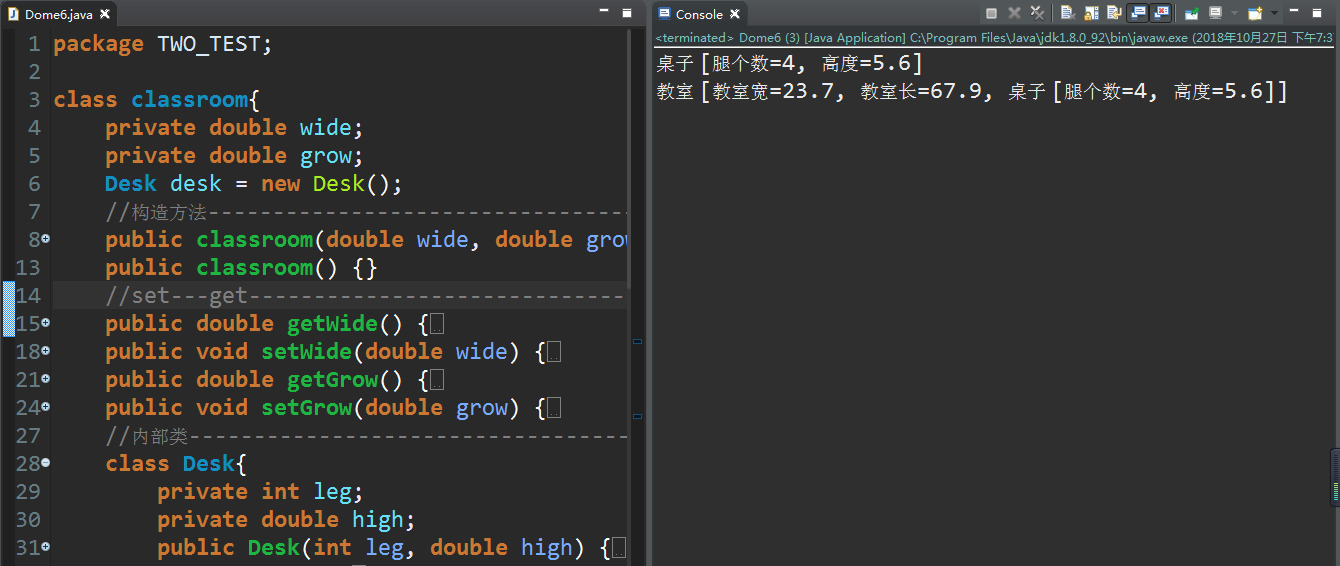 Dome6.java
1 package TWO_TEST;
2
3 class classroom{
4 private double wide;
5 private double grow;
6 Desk desk = new Desk();
7 //构造方法---------------------------------
8 public classroom(double wide, double grow
13 public classroom() {}
14 //set---get-----------------------------
15 public double getWide() {
18 public void setWide(double wide) {
21 public double getGrow() {
24 public void setGrow(double grow) {
27 //内部类----------------------------------
28 class Desk{
29 private int leg;
30 private double high;
31 public Desk(int leg, double high) {
Console
<terminated> Dome6 (3) [Java Application] C:\Program Files\Java\jdk1.8.0_92\bin\javaw.exe (2018年10月27日 下午7:3
桌子 [腿个数=4, 高度=5.6]
教室 [教室宽=23.7, 教室长=67.9, 桌子 [腿个数=4, 高度=5.6]]